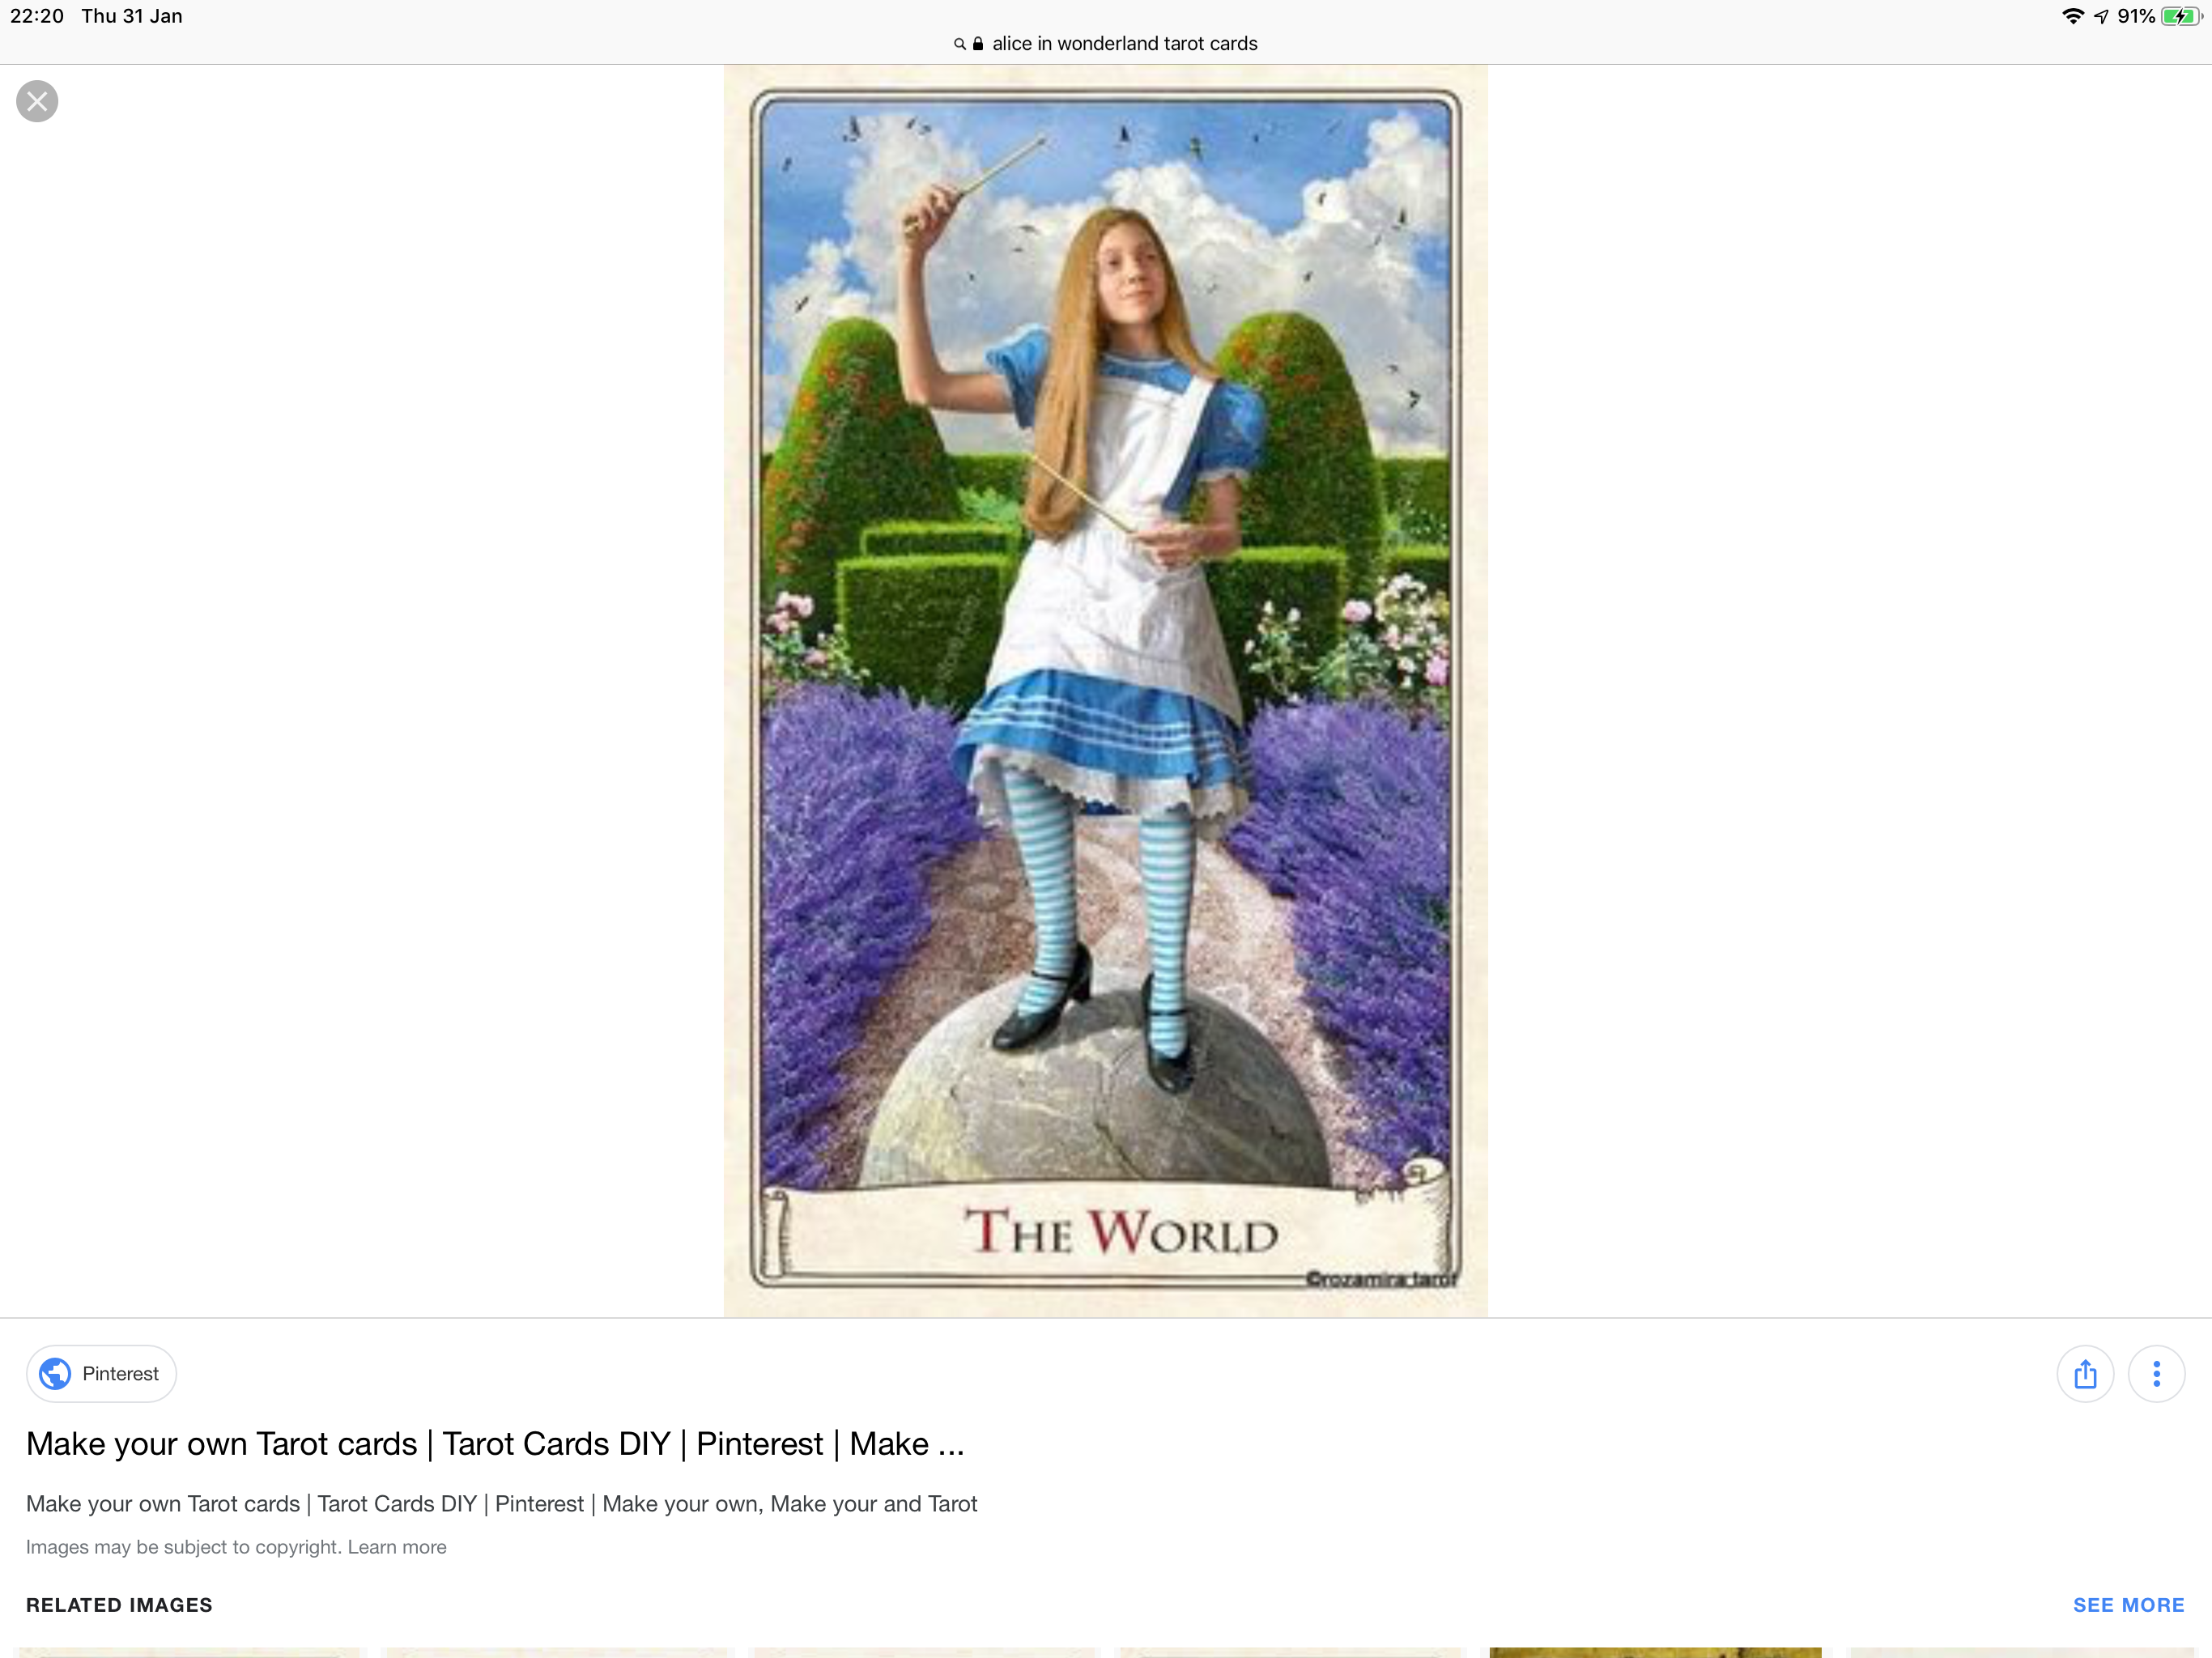 22:20 Thu 31 Jan
91%
alice in wonderland tarot cards
THE WORLD
©rozamira tarot
Pinterest
Make your own Tarot cards | Tarot Cards DIY | Pinterest | Make ...
Make your own Tarot cards | Tarot Cards DIY | Pinterest | Make your own, Make your and Tarot
Images may be subject to copyright. Learn more
RELATED IMAGES
SEE MORE